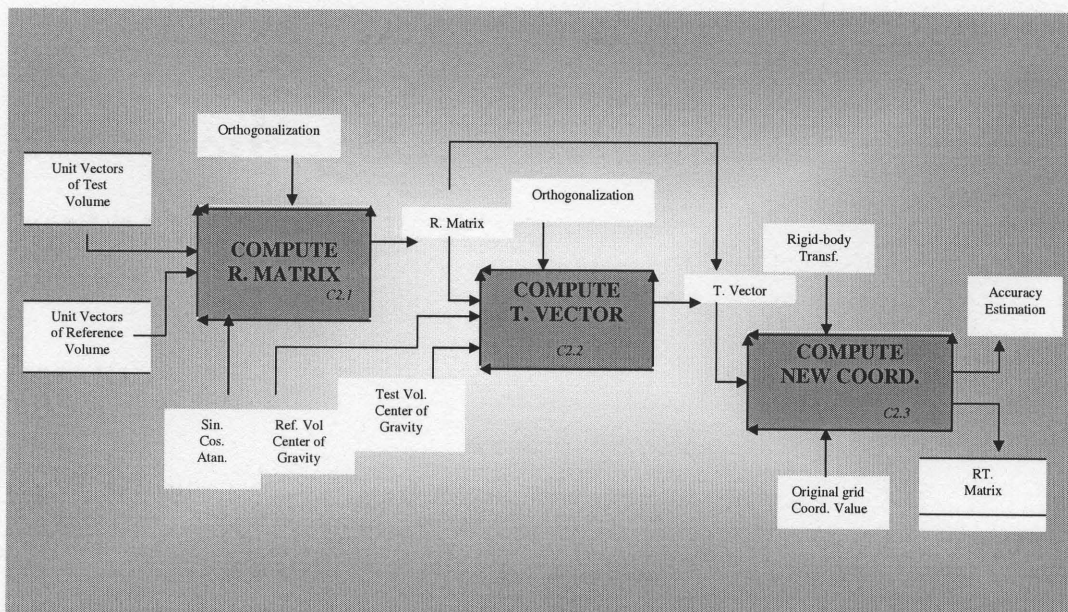 Orthogonalization
Unit Vectors
of Test
Volume
COMPUTE
R. MATRIX
C2.1
Unit Vectors
of Reference
Volume
R. Matrix
Orthogonalization
COMPUTE
T. VECTOR
C2.2
Sin.
Cos.
Atan.
Ref. Vol
Center of
Gravity
Test Vol.
Center of
Gravity
T. Vector
Rigid-body
Transf.
COMPUTE
NEW COORD.
C2.3
Accuracy
Estimation
Original grid
Coord. Value
RT.
Matrix